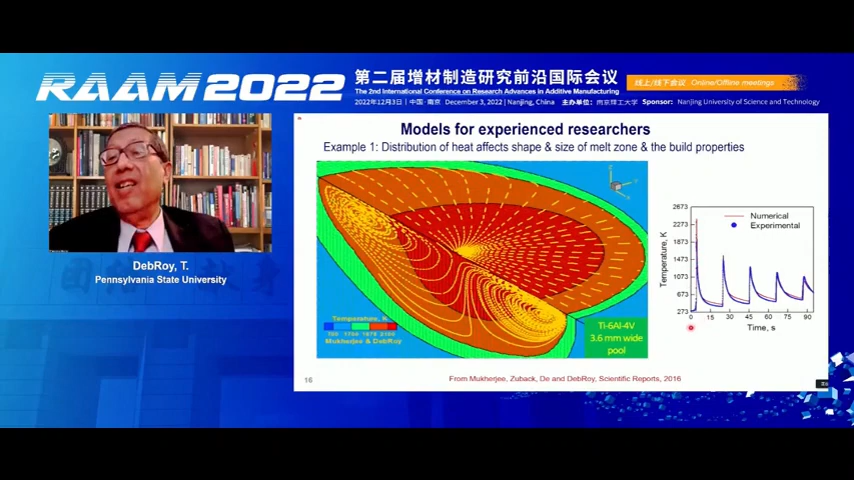 RAAM 2022
第二届增材制造研究前沿国际会议
The 2nd International Conference on Research Advances in Additive Manufacturing
2022年12月3日 | 中国·南京 December 3, 2022 | Nanjing, China 主办单位：南京理工大学 Sponsor: Nanjing University of Science and Technology
线上/线下会议 Online/Offline meetings
DebRoy, T.
Pennsylvania State University
Models for experienced researchers
Example 1: Distribution of heat affects shape & size of melt zone & the build properties
Temperature, K
Mukherjee & DebRoy
Ti-6Al-4V
3.6 mm wide
pool
Numerical
Experimental
Temperature, K
2673
2273
1873
1473
1073
673
273
0 15 30 45 60 75 90
Time, s
16
From Mukherjee, Zuback, De and DebRoy, Scientific Reports, 2016